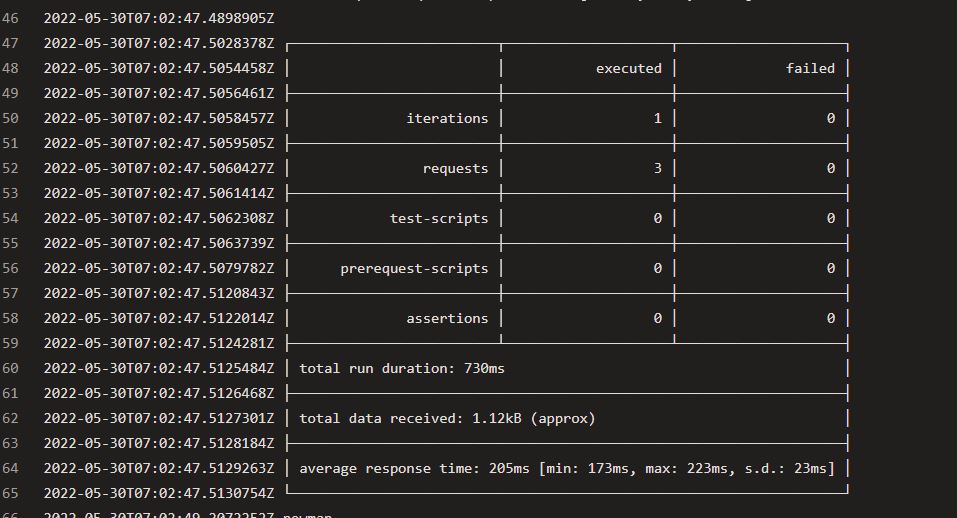 46 2022-05-30T07:02:47.4898905Z
47 2022-05-30T07:02:47.5028378Z
48 2022-05-30T07:02:47.5054458Z │ │ executed │ failed │
49 2022-05-30T07:02:47.5056461Z
50 2022-05-30T07:02:47.5058457Z │ iterations │ 1 │ 0 │
51 2022-05-30T07:02:47.5059505Z
52 2022-05-30T07:02:47.5060427Z │ requests │ 3 │ 0 │
53 2022-05-30T07:02:47.5061414Z
54 2022-05-30T07:02:47.5062308Z │ test-scripts │ 0 │ 0 │
55 2022-05-30T07:02:47.5063739Z
56 2022-05-30T07:02:47.5079782Z │ prerequest-scripts │ 0 │ 0 │
57 2022-05-30T07:02:47.5120843Z
58 2022-05-30T07:02:47.5122014Z │ assertions │ 0 │ 0 │
59 2022-05-30T07:02:47.5124281Z
60 2022-05-30T07:02:47.5125484Z │ total run duration: 730ms │
61 2022-05-30T07:02:47.5126468Z
62 2022-05-30T07:02:47.5127301Z │ total data received: 1.12kB (approx) │
63 2022-05-30T07:02:47.5128184Z
64 2022-05-30T07:02:47.5129263Z │ average response time: 205ms [min: 173ms, max: 223ms, s.d.: 23ms] │
65 2022-05-30T07:02:47.5130754Z